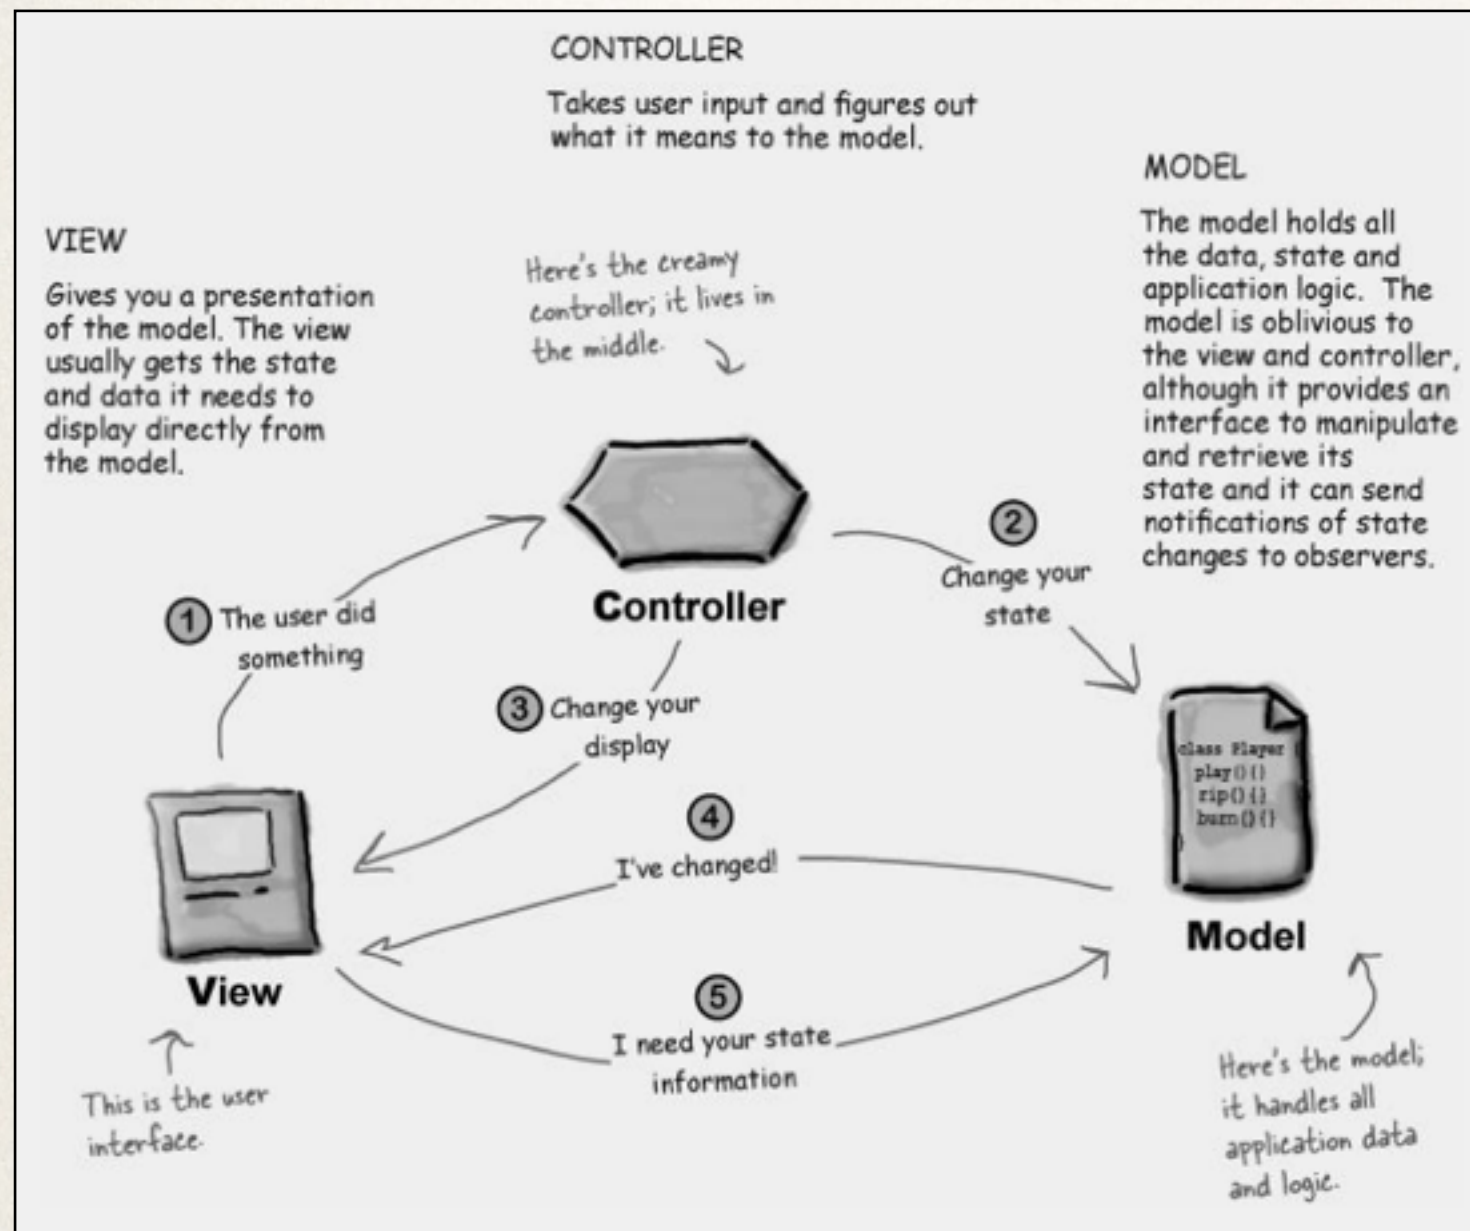 CONTROLLER
Takes user input and figures out
what it means to the model.
MODEL
The model holds all
the data, state and
application logic.  The
model is oblivious to
the view and controller,
although it provides an
interface to manipulate
and retrieve its
state and it can send
notifications of state
changes to observers.
VIEW
Gives you a presentation
of the model. The view
usually gets the state
and data it needs to
display directly from
the model.
Here's the creamy
controller; it lives in
the middle.
Controller
1 The user did
something
2
Change your
state
3 Change your
display
4
I've changed!
5
I need your state
information
class Player {
play(){}
rip(){}
burn(){}
}
Model
View
This is the user
interface.
Here's the model;
it handles all
application data
and logic.